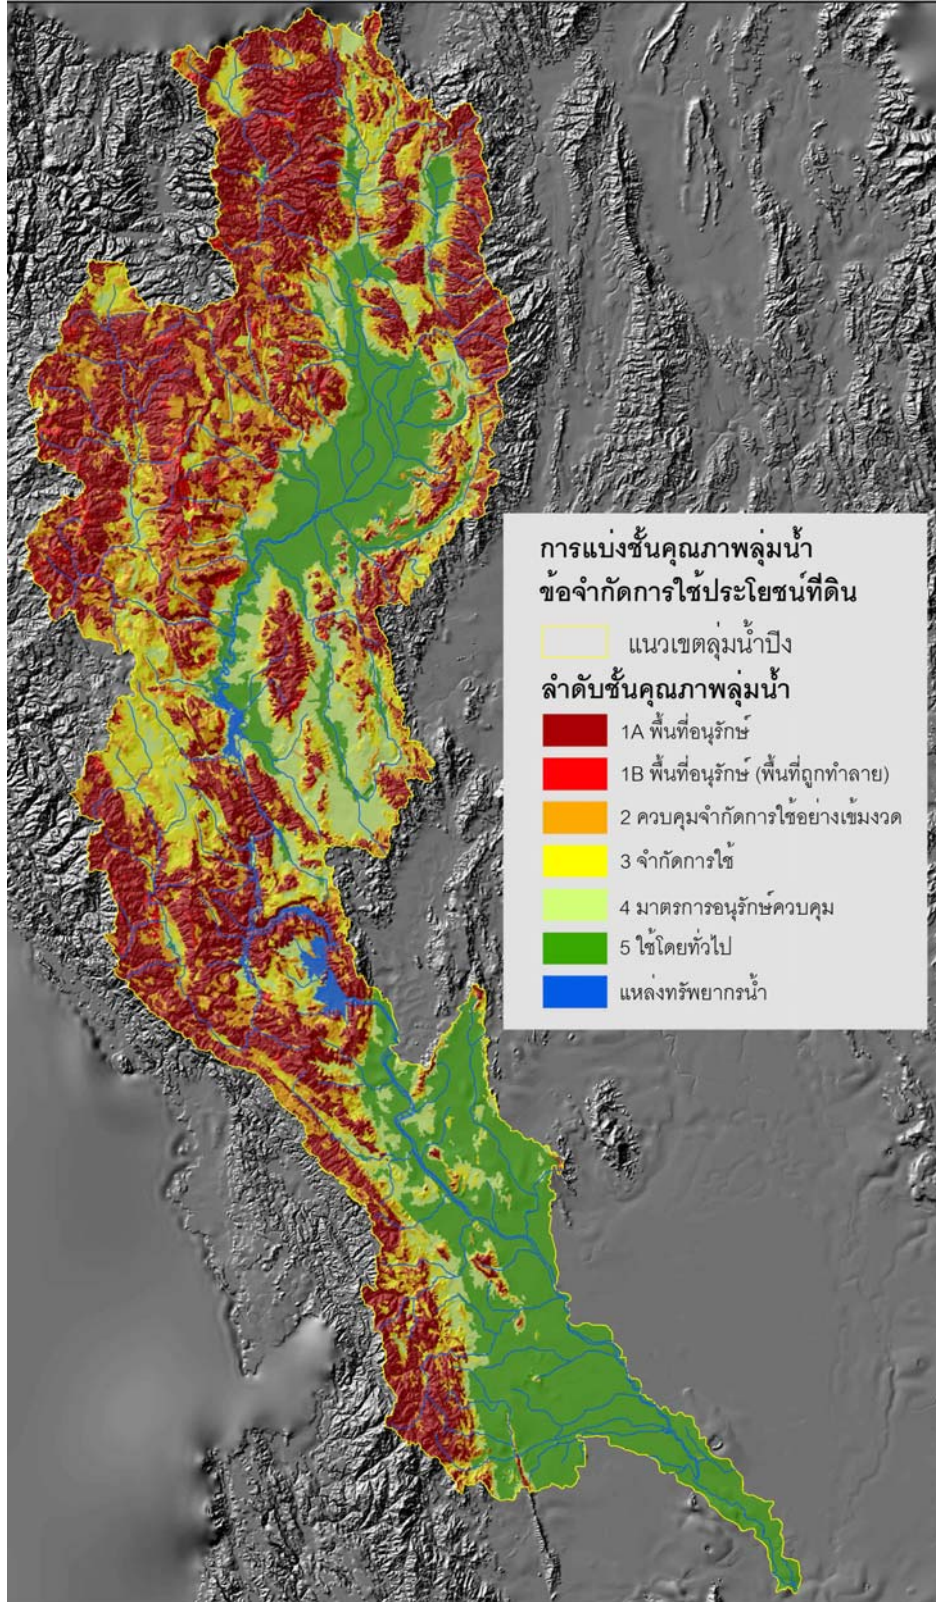 การแบ่งชั้นคุณภาพลุ่มน้ำ
ข้อจำกัดการใช้ประโยชน์ที่ดิน
แนวเขตลุ่มน้ำปิง
ลำดับชั้นคุณภาพลุ่มน้ำ
1A พื้นที่อนุรักษ์
1B พื้นที่อนุรักษ์ (พื้นที่ถูกทำลาย)
2 ควบคุมจำกัดการใช้อย่างเข้มงวด
3 จำกัดการใช้
4 มาตรการอนุรักษ์ควบคุม
5 ใช้โดยทั่วไป
แหล่งทรัพยากรน้ำ